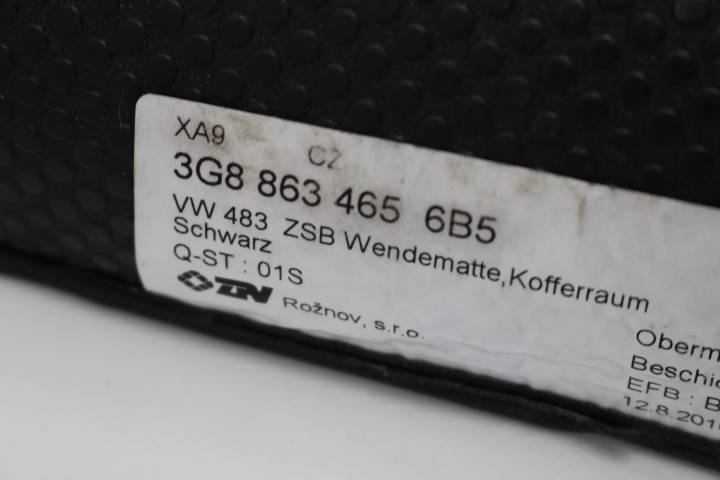 XA9 CZ
3G8 863 465 6B5
VW 483 ZSB Wendematte,Kofferraum
Schwarz
Q-ST : 01S
Rožnov, s.r.o.
Oberm
Beschi
EFB : B
12.8.201